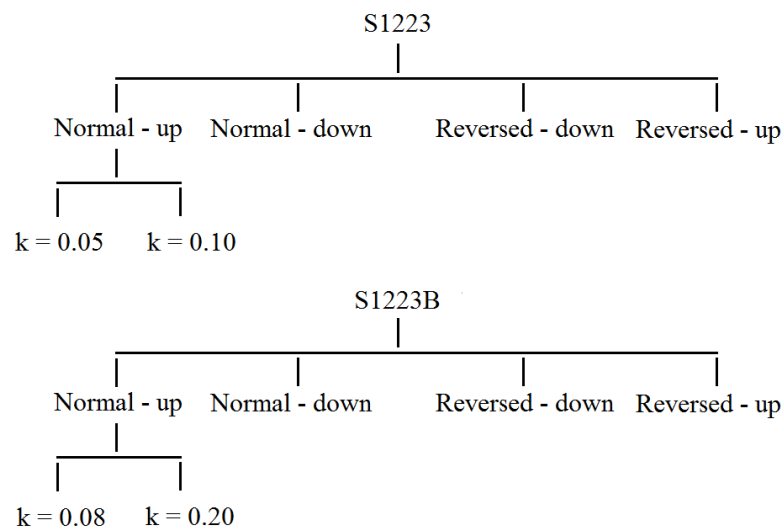 S1223
Normal - up Normal - down Reversed - down Reversed - up
k = 0.05 k = 0.10
S1223B
Normal - up Normal - down Reversed - down Reversed - up
k = 0.08 k = 0.20